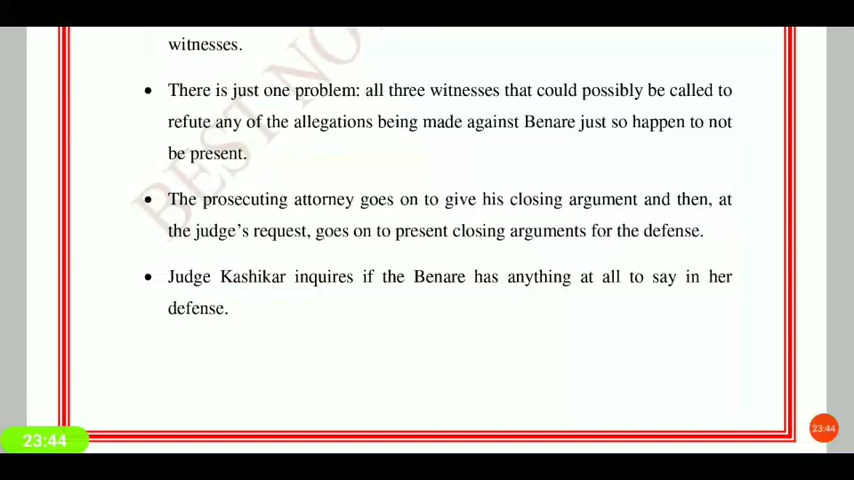 witnesses.
• There is just one problem: all three witnesses that could possibly be called to
refute any of the allegations being made against Benare just so happen to not
be present.
• The prosecuting attorney goes on to give his closing argument and then, at
the judge's request, goes on to present closing arguments for the defense.
• Judge Kashikar inquires if the Benare has anything at all to say in her
defense.
BEST NO
23:44
23:44